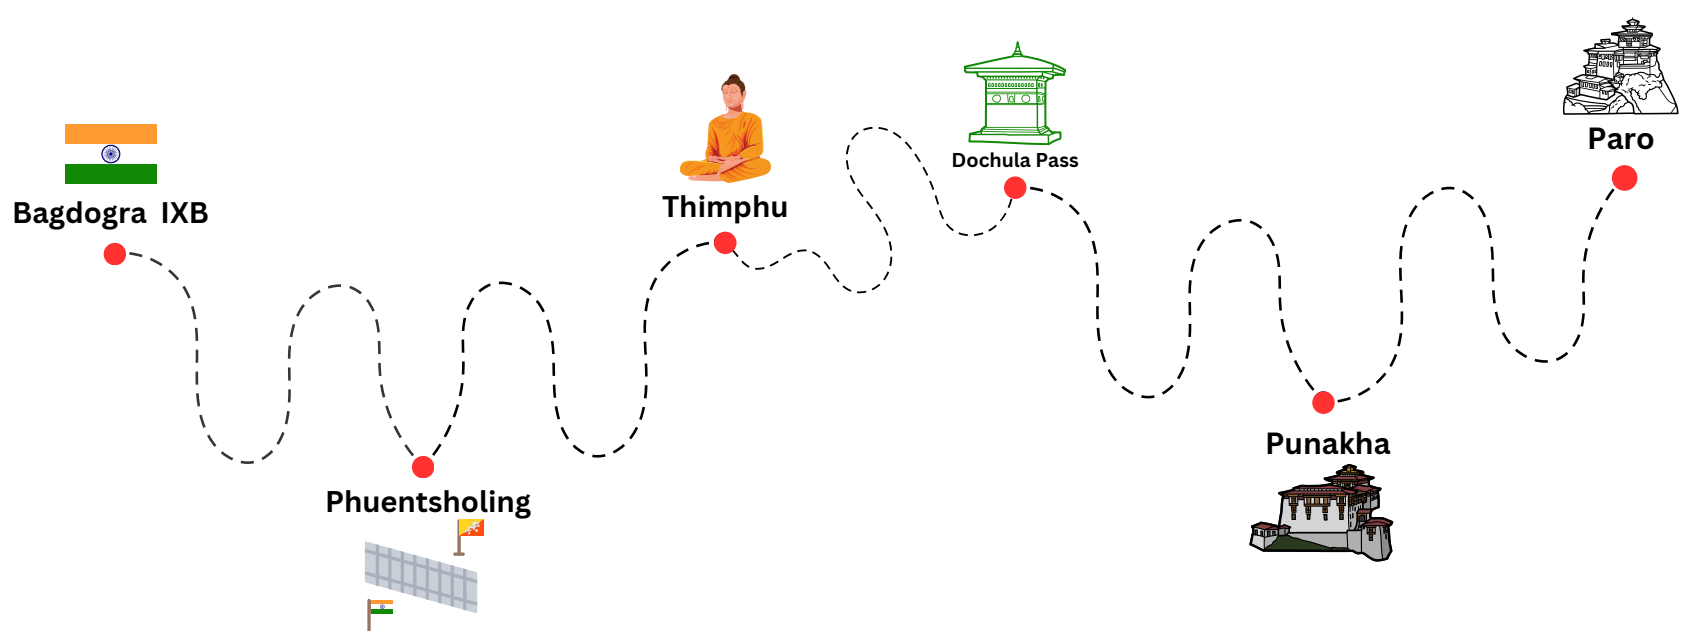 Bagdogra IXB
Phuentsholing
Thimphu
Dochula Pass
Punakha
Paro